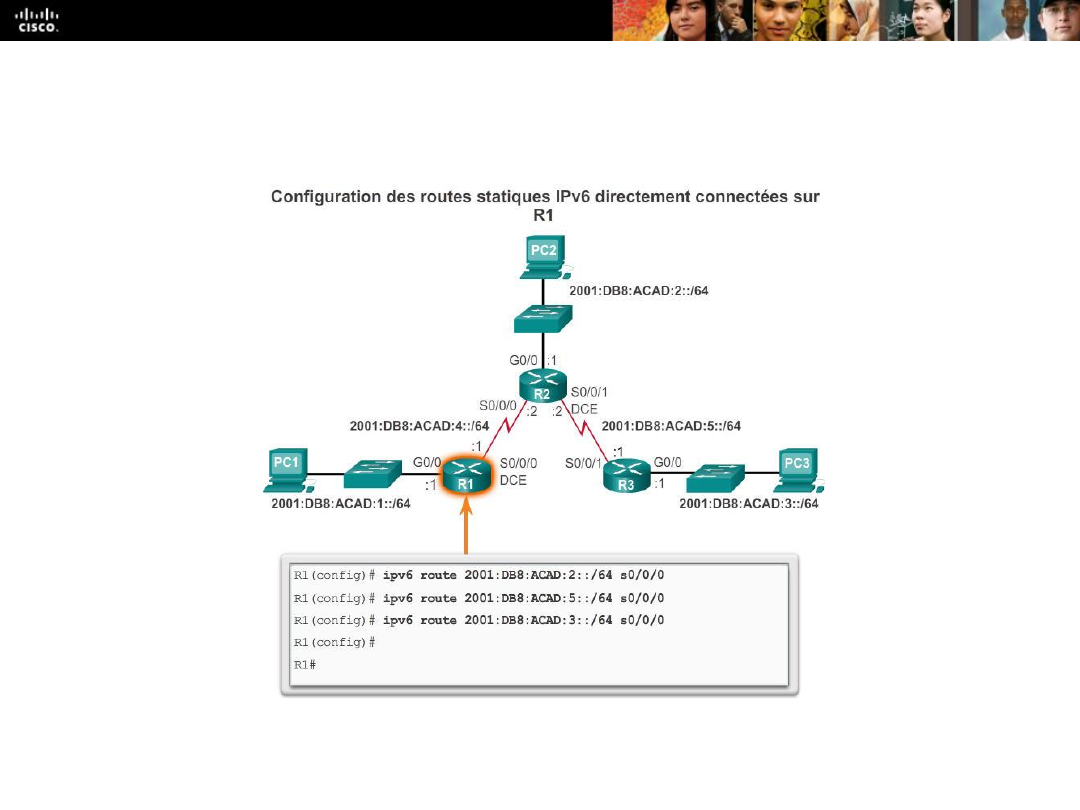 CISCO.
Configuration des routes statiques IPv6 directement connectées sur
R1
PC2
2001:DB8:ACAD:2::/64
G0/0 :1
R2
S0/0/1
DCE
S0/0/0
:2 :2
2001:DB8:ACAD:4::/64
2001:DB8:ACAD:5::/64
:1
:1
PC1
G0/0
S0/0/0
S0/0/1
G0/0
PC3
:1
R1
DCE
R3
:1
2001:DB8:ACAD:1::/64
2001:DB8:ACAD:3::/64
R1(config)# ipv6 route 2001:DB8:ACAD:2::/64 s0/0/0
R1(config)# ipv6 route 2001:DB8:ACAD:5::/64 s0/0/0
R1(config)# ipv6 route 2001:DB8:ACAD:3::/64 s0/0/0
R1(config)#
R1#